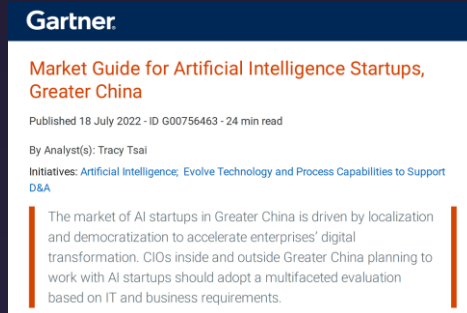 Gartner
Market Guide for Artificial Intelligence Startups,
Greater China
Published 18 July 2022 - ID G00756463 - 24 min read
By Analyst(s): Tracy Tsai
Initiatives: Artificial Intelligence; Evolve Technology and Process Capabilities to Support
D&A
The market of AI startups in Greater China is driven by localization
and democratization to accelerate enterprises' digital
transformation. CIOs inside and outside Greater China planning to
work with AI startups should adopt a multifaceted evaluation
based on IT and business requirements.